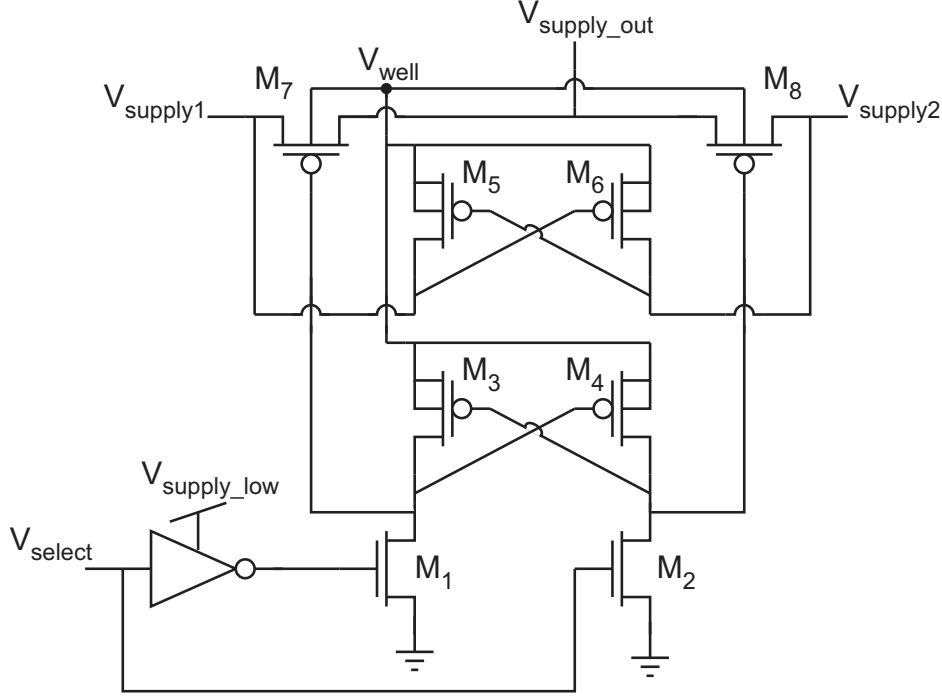 V_supply_out
V_well
M_7
M_8
V_supply1
V_supply2
M_5
M_6
M_3
M_4
V_supply_low
V_select
M_1
M_2